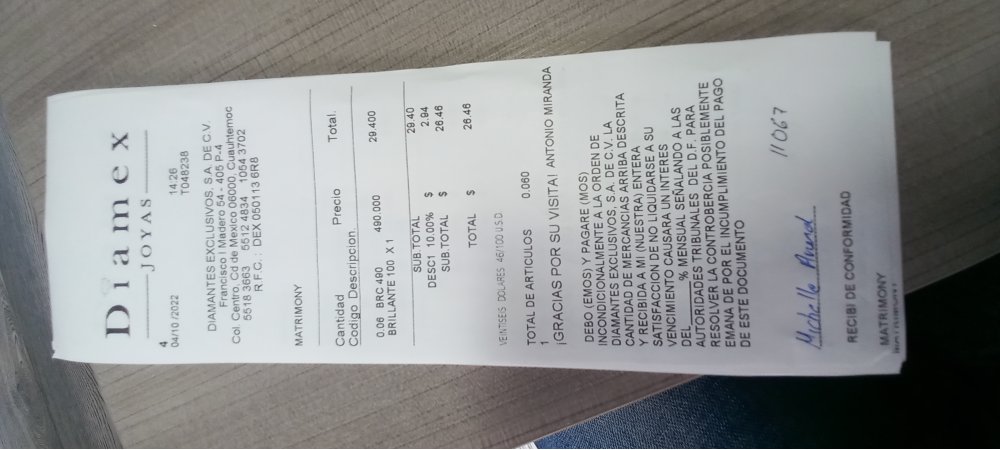 Diamex
JOYAS
4
04/10/2022 14:26
T048238
DIAMANTES EXCLUSIVOS, S.A. DE C.V.
Francisco I Madero 54 - 405 P-4
Col. Centro, Cd de Mexico 06000, Cuauhtemoc
5518 3663 5512 4834 1054 3702
R.F.C.: DEX 050113 6R8
MATRIMONY
Cantidad Precio Total.
Codigo Descripcion
0.06 BRC 490 490.000 29.400
BRILLANTE 100 X 1
SUB.TOTAL 29.40
DESC1 10.00% $ 2.94
SUB.TOTAL $ 26.46
TOTAL $ 26.46
VEINTISEIS DOLARES 46/100 USD
TOTAL DE ARTICULOS 0.060
1
¡GRACIAS POR SU VISITA! ANTONIO MIRANDA
DEBO (EMOS) Y PAGARE (MOS)
INCONDICIONALMENTE A LA ORDEN DE
DIAMANTES EXCLUSIVOS, S.A. DE C.V. LA
CANTIDAD DE MERCANCIAS ARRIBA DESCRITA
Y RECIBIDA A MI (NUESTRA) ENTERA
SATISFACCION DE NO LIQUIDARSE A SU
VENCIMIENTO CAUSARA UN INTERES
DEL % MENSUAL SEÑALANDO A LAS
AUTORIDADES TRIBUNALES DEL D.F. PARA
RESOLVER LA CONTROBERCIA POSIBLEMENTE
EMANA DE POR EL INCUMPLIMIENTO DEL PAGO
DE ESTE DOCUMENTO
Michelle 11067
RECIBI DE CONFORMIDAD
MATRIMONY